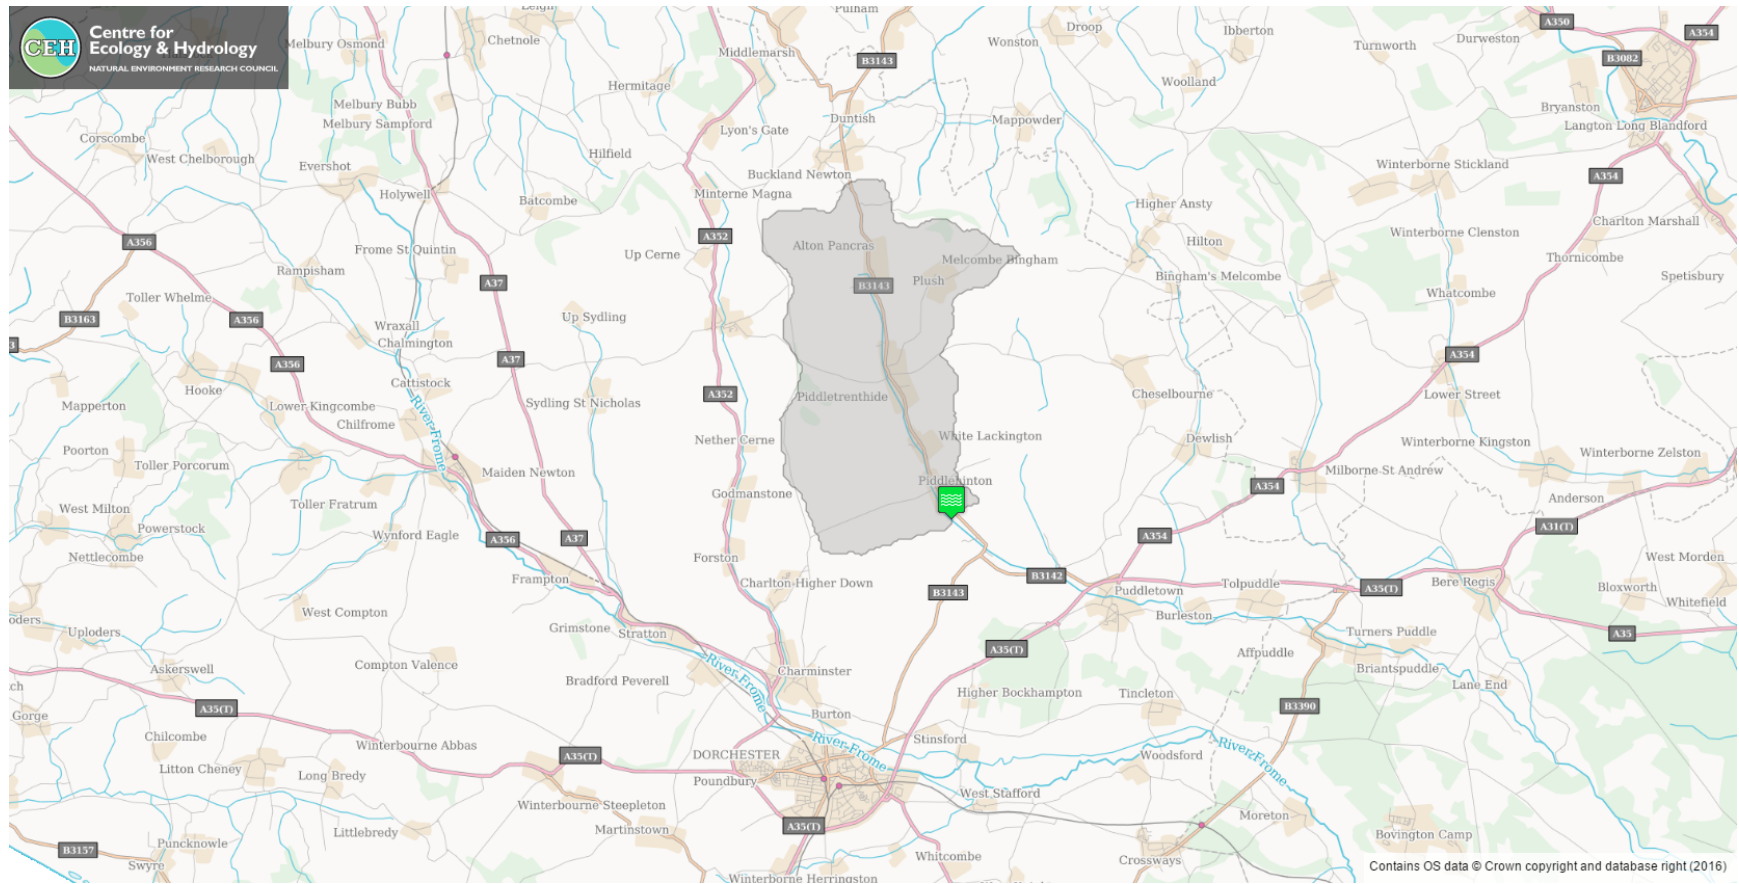 Centre for
Ecology & Hydrology
NATURAL ENVIRONMENT RESEARCH COUNCIL
CEH
Leigh
Chetnole
Melbury Osmond
Pulham
Middlemarsh
B3143
Wonston
Droop
Ibberton
Turnworth
Durweston
A350
A354
B3082
Woolland
Hermitage
Melbury Bubb
Melbury Sampford
Bryanston
Langton Long Blandford
Corscombe
West Chelborough
Evershot
Lyon's Gate
Duntish
Mappowder
Hilfield
Buckland Newton
Winterborne Stickland
A354
Holywell
Batcombe
Minterne Magna
Higher Ansty
Charlton Marshall
A356
Frome St Quintin
Up Cerne
A352
Alton Pancras
Melcombe Bingham
Hilton
Winterborne Clenston
Thornicombe
Rampisham
A37
B3143
Plush
Bingham's Melcombe
Spetisbury
Toller Whelme
Whatcombe
B3163
A356
Wraxall
Chalmington
Up Sydling
3
A37
A356
A354
Hooke
Cattistock
Mapperton
Lower Kingcombe
Chilfrome
Sydling St Nicholas
A352
Piddletrenthide
Cheselbourne
Lower Street
River Frome
Nether Cerne
White Lackington
Dewlish
Winterborne Kingston
Winterborne Zelston
Poorton
Toller Porcorum
Maiden Newton
Milborne St Andrew
Godmanstone
Piddlehinton
A354
Anderson
West Milton
Toller Fratrum
Powerstock
Wynford Eagle
A356
A37
A354
A31(T)
Nettlecombe
Forston
West Morden
Frampton
Charlton Higher Down
B3142
B3143
Tolpuddle
A35(T)
Bere Regis
Bloxworth
Puddletown
Whitefield
West Compton
Burleston
Uploders
Grimstone
Stratton
Turners Puddle
A35
A35(T)
Affpuddle
Briantspuddle
Askerswell
Compton Valence
Bradford Peverell
River Frome
Charminster
Lane End
Higher Bockhampton
Tincleton
A35(T)
B3390
Gorge
Burton
Chilcombe
Winterbourne Abbas
River Frome
Stinsford
Woodsford
River Frome
A35(T)
DORCHESTER
Litton Cheney
Long Bredy
Poundbury
Winterbourne Steepleton
West Stafford
Martinstown
A35(T)
Moreton
Littlebredy
Bovington Camp
B3157
Puncknowle
Whitcombe
Crossways
Swyre
Winterborne Herringston
Contains OS data © Crown copyright and database right (2016)